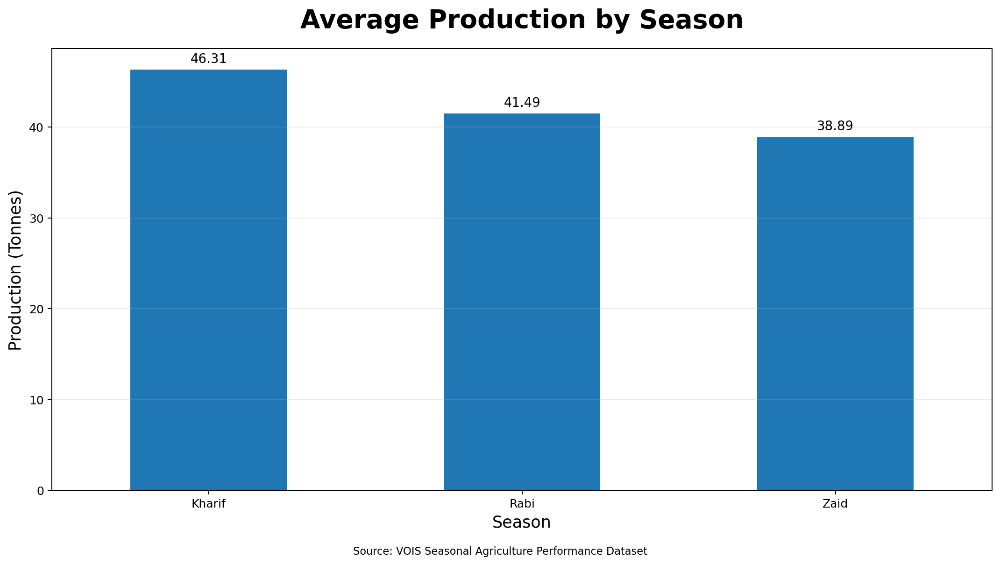 Average Production by Season
46.31
41.49
38.89
40
30
20
10
0
Production (Tonnes)
Kharif
Rabi
Zaid
Season
Source: VOIS Seasonal Agriculture Performance Dataset